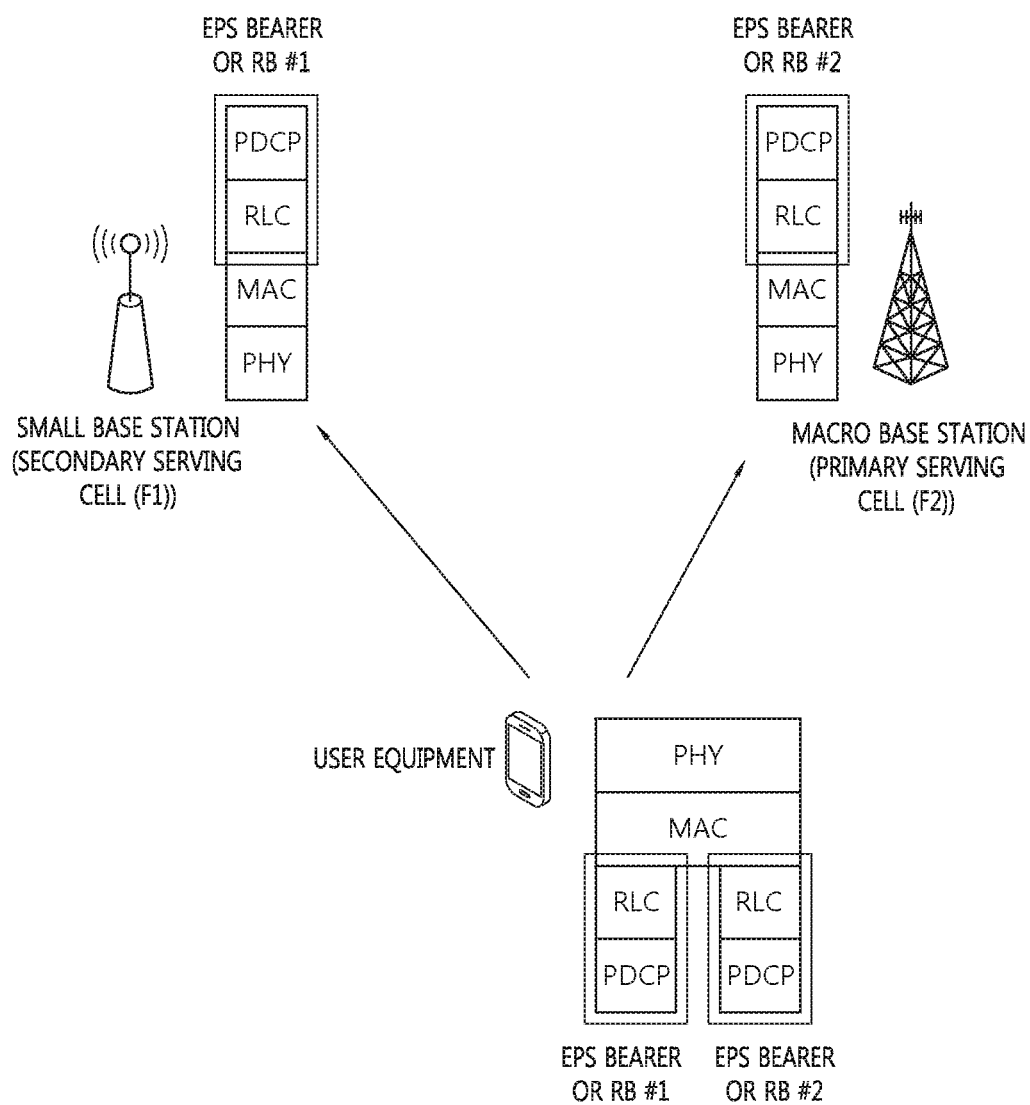 EPS BEARER
OR RB #1
EPS BEARER
OR RB #2
PDCP
RLC
MAC
PHY
PDCP
RLC
MAC
PHY
SMALL BASE STATION
(SECONDARY SERVING
CELL (F1))
MACRO BASE STATION
(PRIMARY SERVING
CELL (F2))
USER EQUIPMENT
PHY
MAC
RLC
RLC
PDCP
PDCP
EPS BEARER
OR RB #1
EPS BEARER
OR RB #2